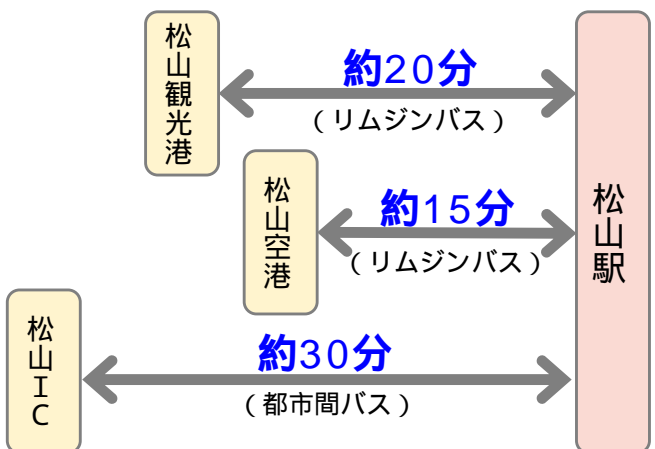 松山観光港
約20分
(リムジンバス)
松山空港
約15分
(リムジンバス)
松山駅
松山IC
約30分
(都市間バス)